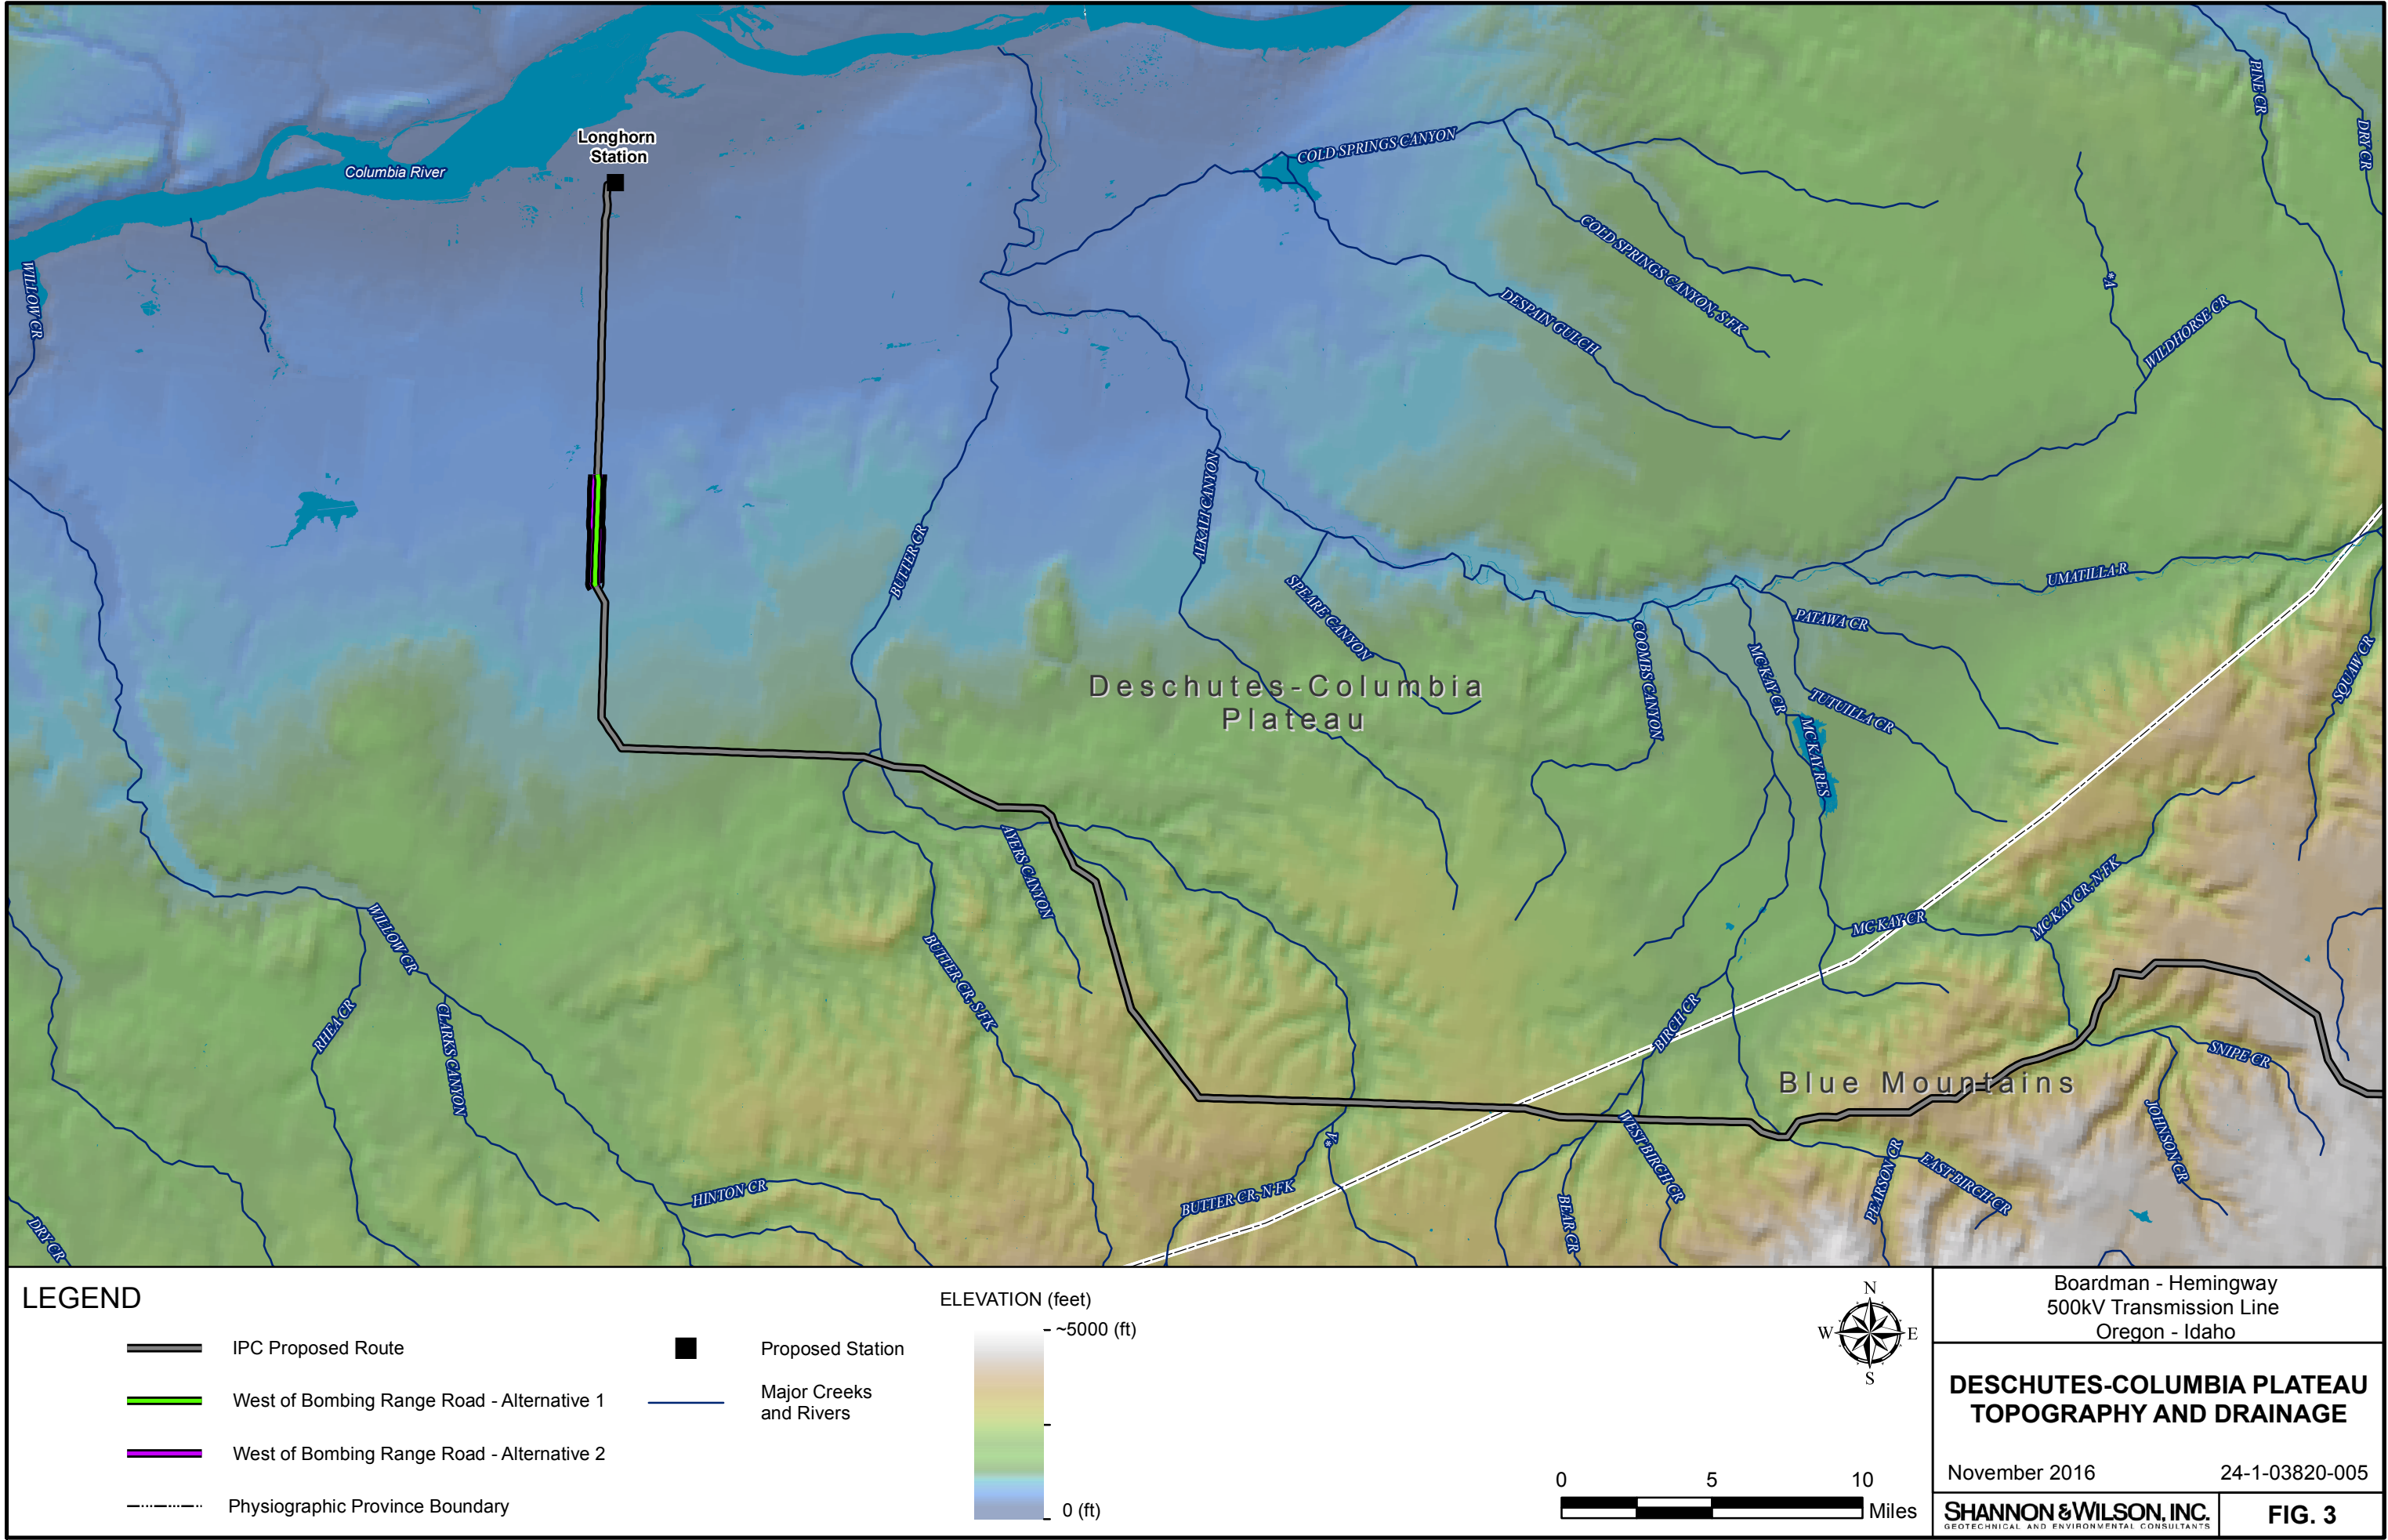 Longhorn
Station
Columbia River
WILLOW CR
COLD SPRINGS CANYON
COLD SPRINGS CANYON, S FK
DESPAIN GULCH
PINE CR
DRY CR
*A
WILDHORSE CR
BUTTER CR
ALKALI CANYON
SPEARE CANYON
UMATILLA R
PATAWA CR
COOMBS CANYON
MC KAY CR
TUTUILLA CR
MC KAY RES
SQUAW CR
Deschutes-Columbia
Plateau
AYERS CANYON
WILLOW CR
RHEA CR
CLARKS CANYON
BUTTER CR, S FK
MC KAY CR
MC KAY CR, N FK
BIRCH CR
Blue Mountains
SNIPE CR
JOHNSON CR
WEST BIRCH CR
EAST BIRCH CR
PEARSON CR
BEAR CR
*A
BUTTER CR, N FK
HINTON CR
DRY CR
LEGEND
IPC Proposed Route
West of Bombing Range Road - Alternative 1
West of Bombing Range Road - Alternative 2
Physiographic Province Boundary
Proposed Station
Major Creeks
and Rivers
ELEVATION (feet)
~5000 (ft)
0 (ft)
N
W E
S
0 5 10
Miles
Boardman - Hemingway
500kV Transmission Line
Oregon - Idaho
DESCHUTES-COLUMBIA PLATEAU
TOPOGRAPHY AND DRAINAGE
November 2016 24-1-03820-005
SHANNON & WILSON, INC.
GEOTECHNICAL AND ENVIRONMENTAL CONSULTANTS
FIG. 3